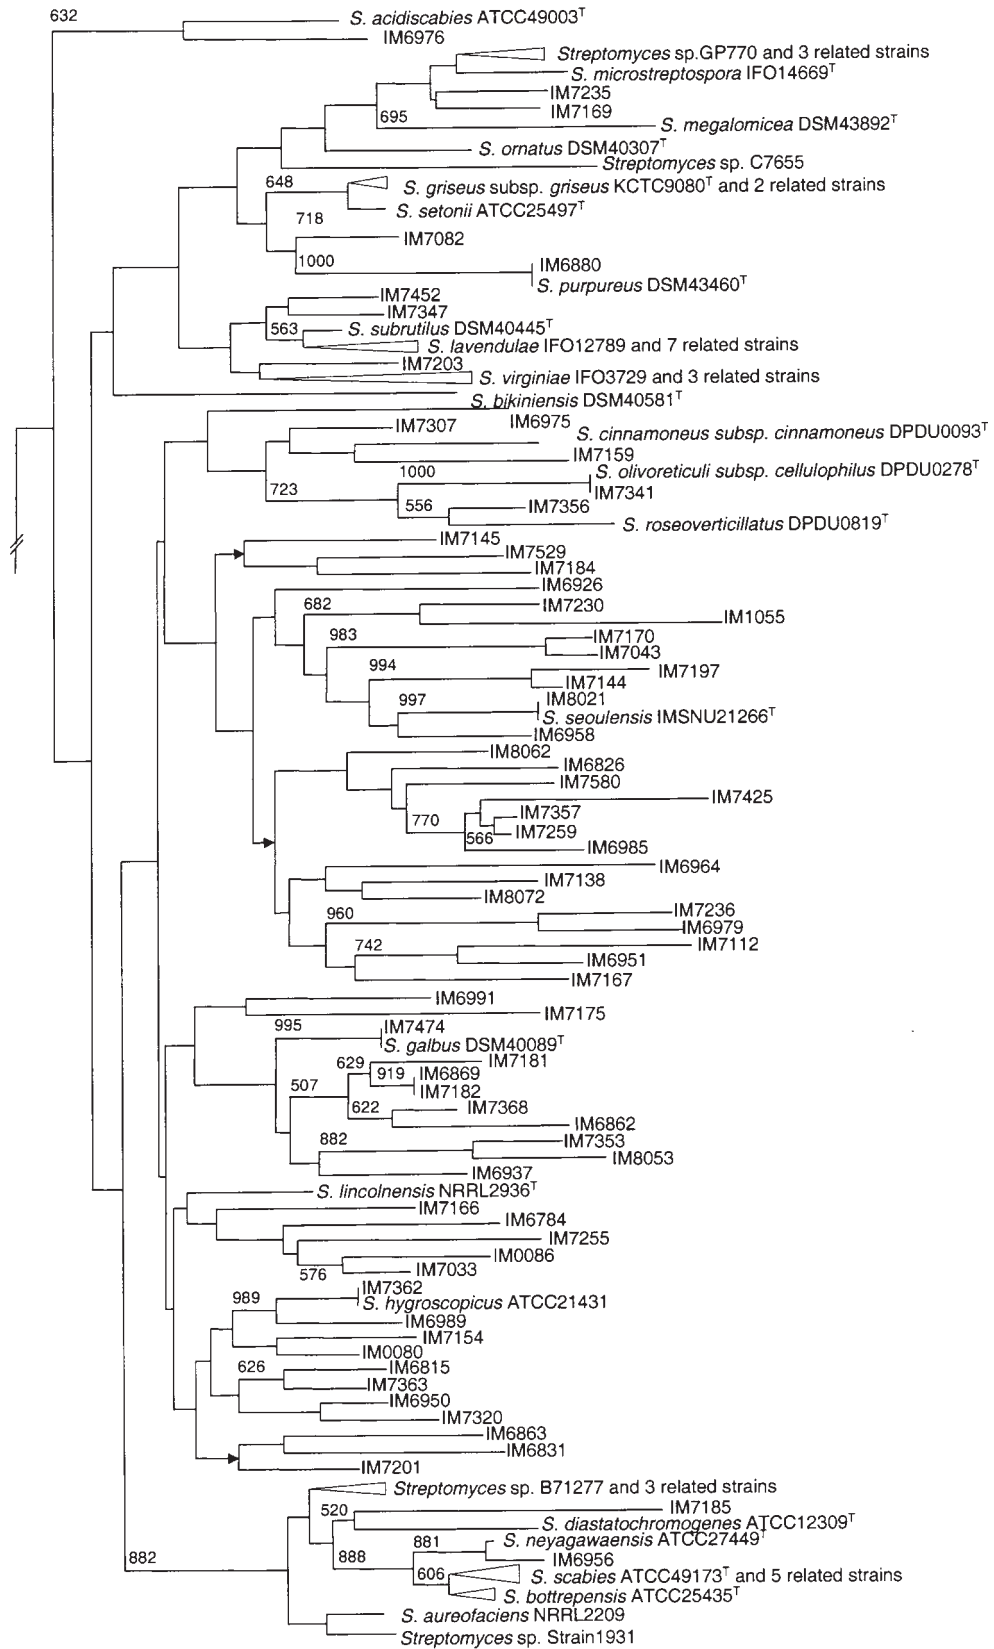 632
S. acidiscabies ATCC49003T
IM6976
Streptomyces sp.GP770 and 3 related strains
S. microstreptospora IFO14669T
IM7235
IM7169
695
S. megalomicea DSM43892T
S. ornatus DSM40307T
Streptomyces sp. C7655
648
S. griseus subsp. griseus KCTC9080T and 2 related strains
S. setonii ATCC25497T
718
IM7082
1000
IM6880
S. purpureus DSM43460T
IM7452
IM7347
563
S. subrutilus DSM40445T
S. lavendulae IFO12789 and 7 related strains
IM7203
S. virginiae IFO3729 and 3 related strains
S. bikiniensis DSM40581T
IM6975
IM7307
S. cinnamoneus subsp. cinnamoneus DPDU0093T
IM7159
1000
S. olivoreticuli subsp. cellulophilus DPDU0278T
723
IM7341
556
IM7356
S. roseoverticillatus DPDU0819T
IM7145
IM7529
IM7184
IM6926
682
IM7230
IM1055
983
IM7170
IM7043
994
IM7197
IM7144
997
IM8021
S. seoulensis IMSNU21266T
IM6958
IM8062
IM6826
IM7580
IM7425
770
IM7357
566
IM7259
IM6985
IM6964
IM7138
IM8072
960
IM7236
IM6979
742
IM7112
IM6951
IM7167
IM6991
IM7175
995
IM7474
S. galbus DSM40089T
629
IM7181
919
IM6869
507
IM7182
622
IM7368
IM6862
882
IM7353
IM8053
IM6937
S. lincolnensis NRRL2936T
IM7166
IM6784
IM7255
IM0086
576
IM7033
IM7362
989
S. hygroscopicus ATCC21431
IM6989
IM7154
IM0080
626
IM6815
IM7363
IM6950
IM7320
IM6863
IM6831
IM7201
Streptomyces sp. B71277 and 3 related strains
520
IM7185
S. diastatochromogenes ATCC12309T
881
S. neyagawaensis ATCC27449T
882
888
IM6956
606
S. scabies ATCC49173T and 5 related strains
S. bottrepensis ATCC25435T
S. aureofaciens NRRL2209
Streptomyces sp. Strain1931